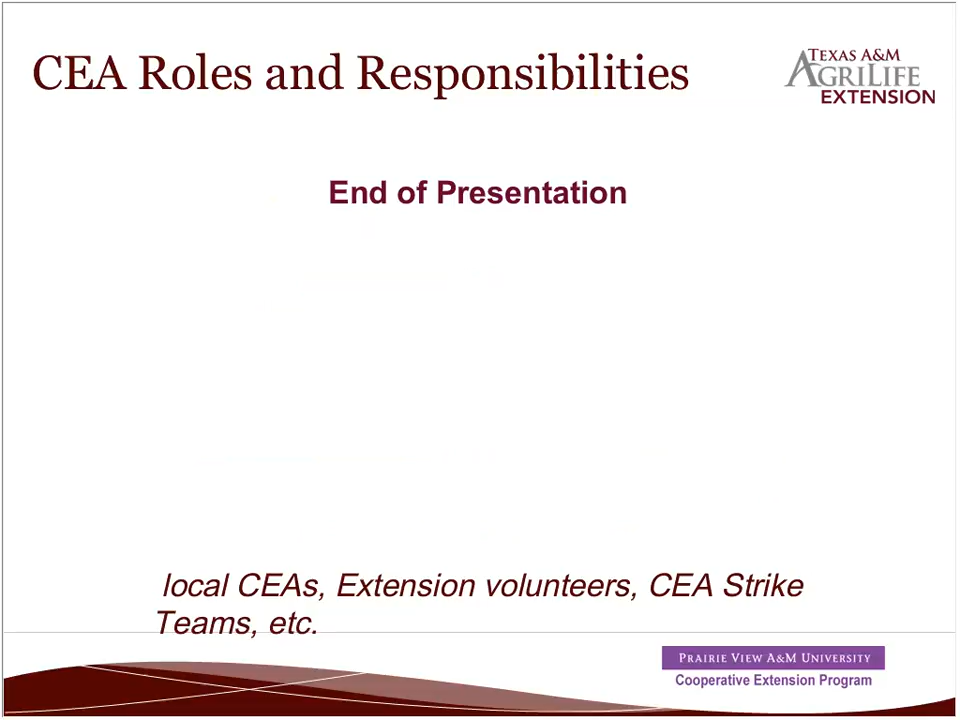 CEA Roles and Responsibilities
TEXAS A&M
AGRILIFE
EXTENSION
End of Presentation
local CEAs, Extension volunteers, CEA Strike
Teams, etc.
PRAIRIE VIEW A&M UNIVERSITY
Cooperative Extension Program